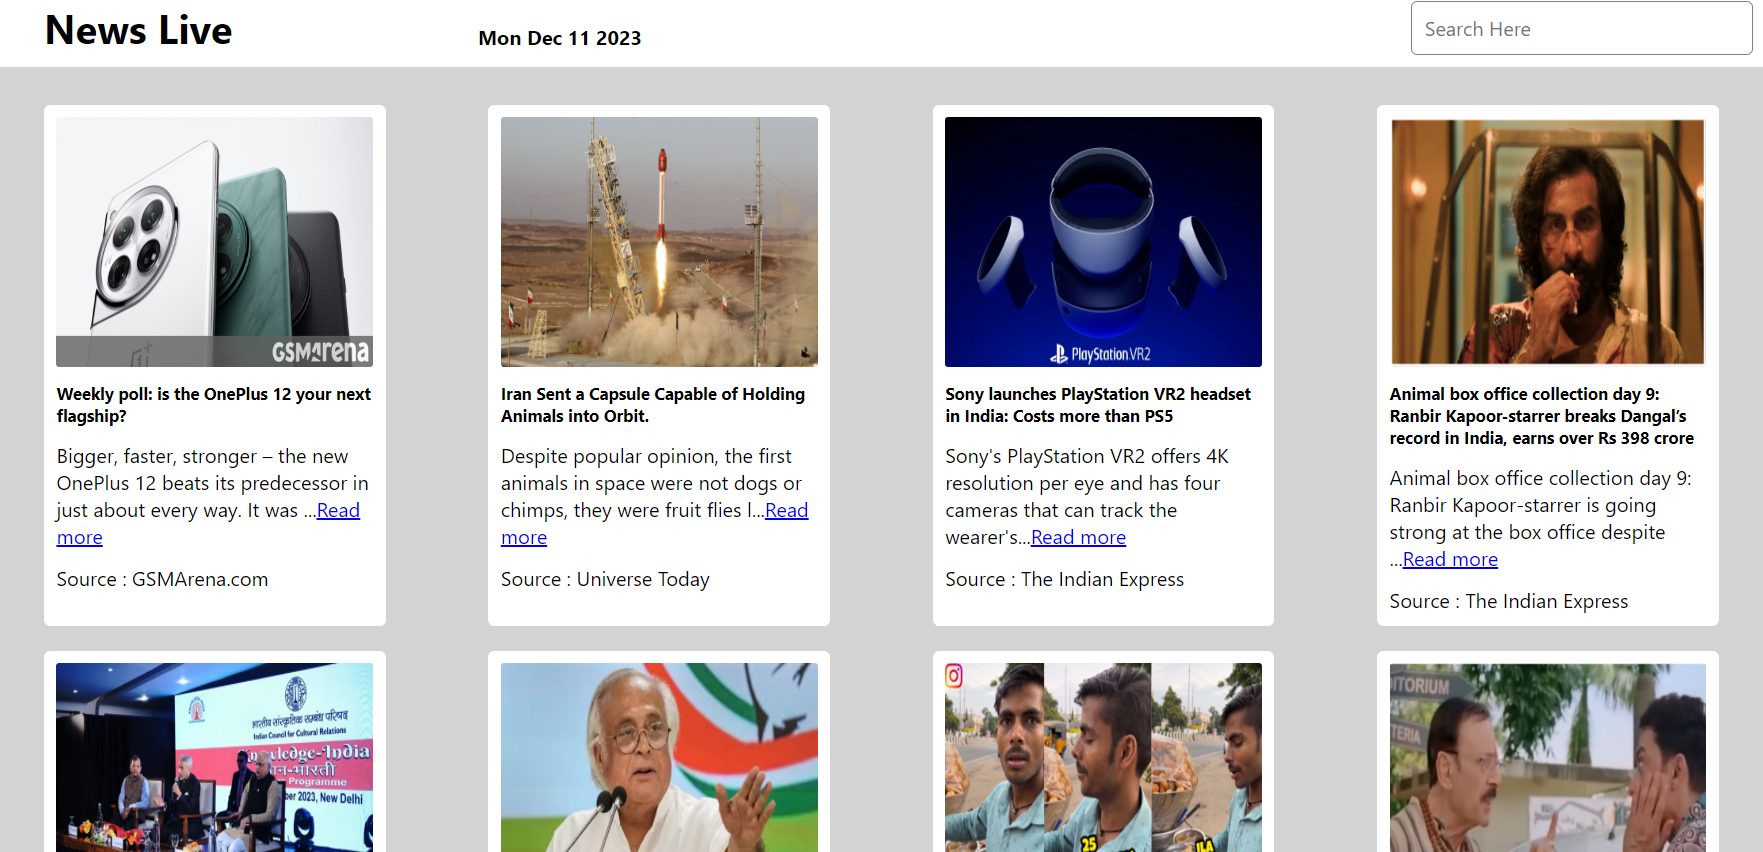 News Live
Mon Dec 11 2023
Search Here
GSMArena
PlayStation VR2
Weekly poll: is the OnePlus 12 your next
flagship?
Bigger, faster, stronger – the new
OnePlus 12 beats its predecessor in
just about every way. It was ...Read
more
Source : GSMArena.com
Iran Sent a Capsule Capable of Holding
Animals into Orbit.
Despite popular opinion, the first
animals in space were not dogs or
chimps, they were fruit flies l...Read
more
Source : Universe Today
Sony launches PlayStation VR2 headset
in India: Costs more than PS5
Sony's PlayStation VR2 offers 4K
resolution per eye and has four
cameras that can track the
wearer's...Read more
Source : The Indian Express
Animal box office collection day 9:
Ranbir Kapoor-starrer breaks Dangal’s
record in India, earns over Rs 398 crore
Animal box office collection day 9:
Ranbir Kapoor-starrer is going
strong at the box office despite
...Read more
Source : The Indian Express
भारतीय सांस्कृतिक सम्बंध परिषद्
Indian Council for Cultural Relations
Knowledge-India
ान-भारती
Programme
ber 2023, New Delhi
25
ULA
ITORIUM
TERIA